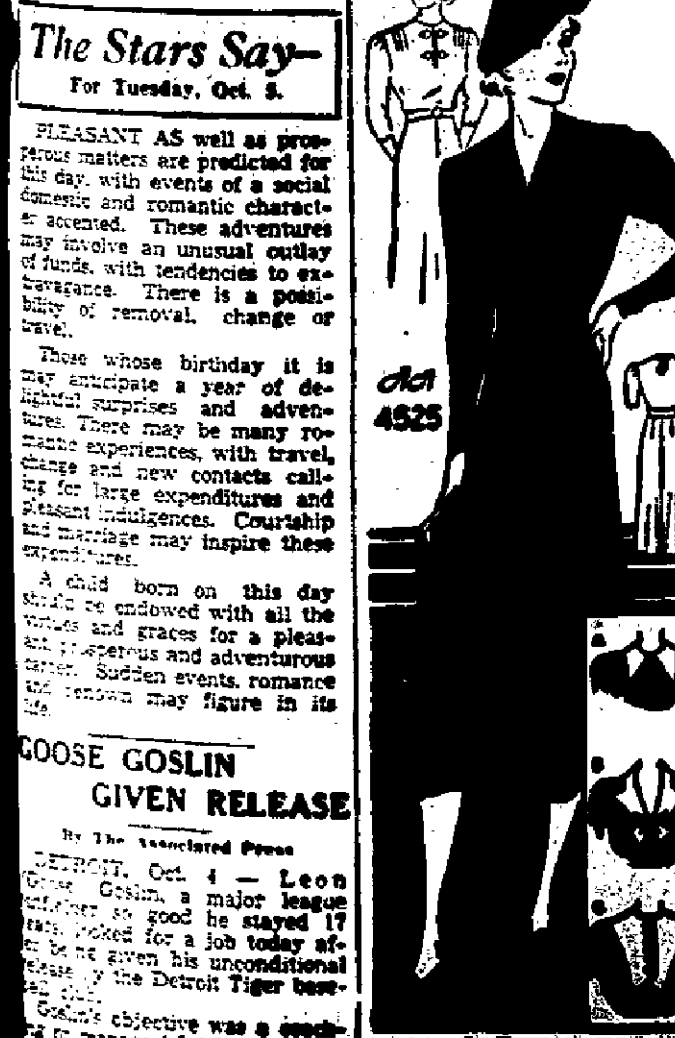 The Stars Say—
For Tuesday, Oct. 5.
PLEASANT AS well as pros-
perous matters are predicted for
this day, with events of a social
domestic and romantic charact-
er accented. These adventures
may involve an unusual outlay
of funds, with tendencies to ex-
travagance. There is a possi-
bility of removal, change or
travel.
Those whose birthday it is
may anticipate a year of de-
lightful surprises and adven-
tures. There may be many ro-
mantic experiences, with travel,
change and new contacts call-
ing for large expenditures and
pleasant indulgences. Courtship
and marriage may inspire these
expenditures.
A child born on this day
should be endowed with all the
virtues and graces for a pleas-
ant prosperous and adventurous
career. Sudden events, romance
and renown may figure in its
life.
GOOSE GOSLIN
GIVEN RELEASE
By The Associated Press
DETROIT, Oct. 4 — Leon
(Goose Goslin, a major league
outfielder so good he stayed 17
years, looked for a job today af-
ter being given his unconditional
release by the Detroit Tiger base-
ball club.
Goslin's objective was a coach-
4525
A
B